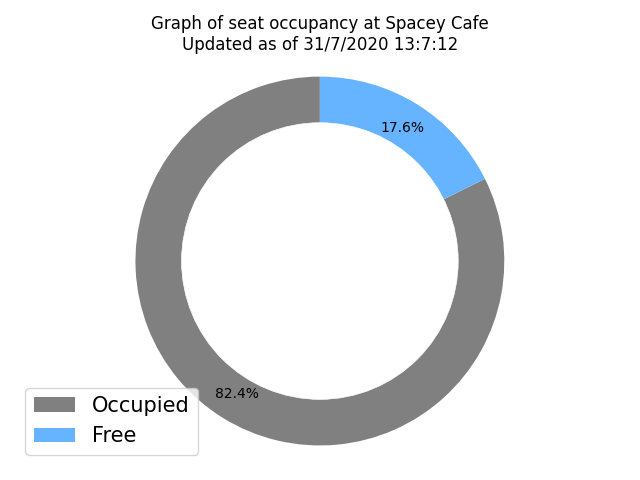 Graph of seat occupancy at Spacey Cafe
Updated as of 31/7/2020 13:7:12
17.6%
82.4%
Occupied
Free